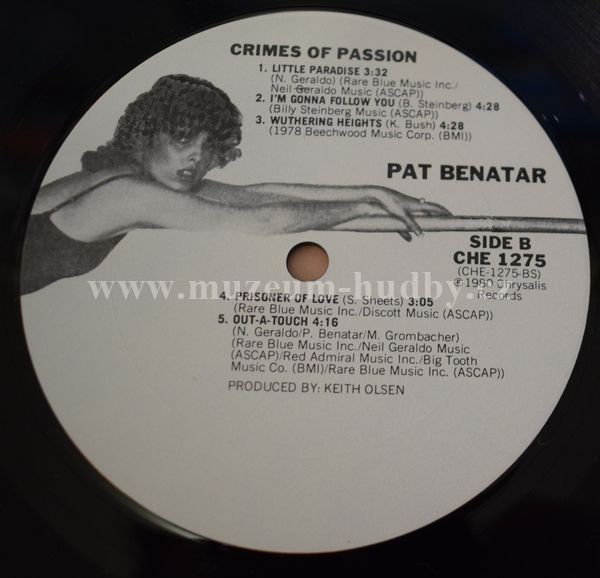 CRIMES OF PASSION
1. LITTLE PARADISE 3:32
(N. Geraldo) (Rare Blue Music Inc./
Neil Geraldo Music (ASCAP))
2. I'M GONNA FOLLOW YOU (B. Steinberg) 4:28
(Billy Steinberg Music (ASCAP))
3. WUTHERING HEIGHTS (K. Bush) 4:28
(1978 Beechwood Music Corp. (BMI))
PAT BENATAR
SIDE B
CHE 1275
(CHE-1275-BS)
℗ 1980 Chrysalis
Records
www.muzeum-hudby.cz
4. PRISONER OF LOVE (S. Sheets) 3:05
(Rare Blue Music Inc./Discott Music (ASCAP))
5. OUT-A-TOUCH 4:16
(N. Geraldo/P. Benatar/M. Grombacher)
(Rare Blue Music Inc./Neil Geraldo Music
(ASCAP)/Red Admiral Music Inc./Big Tooth
Music Co. (BMI)/Rare Blue Music Inc. (ASCAP))
PRODUCED BY: KEITH OLSEN